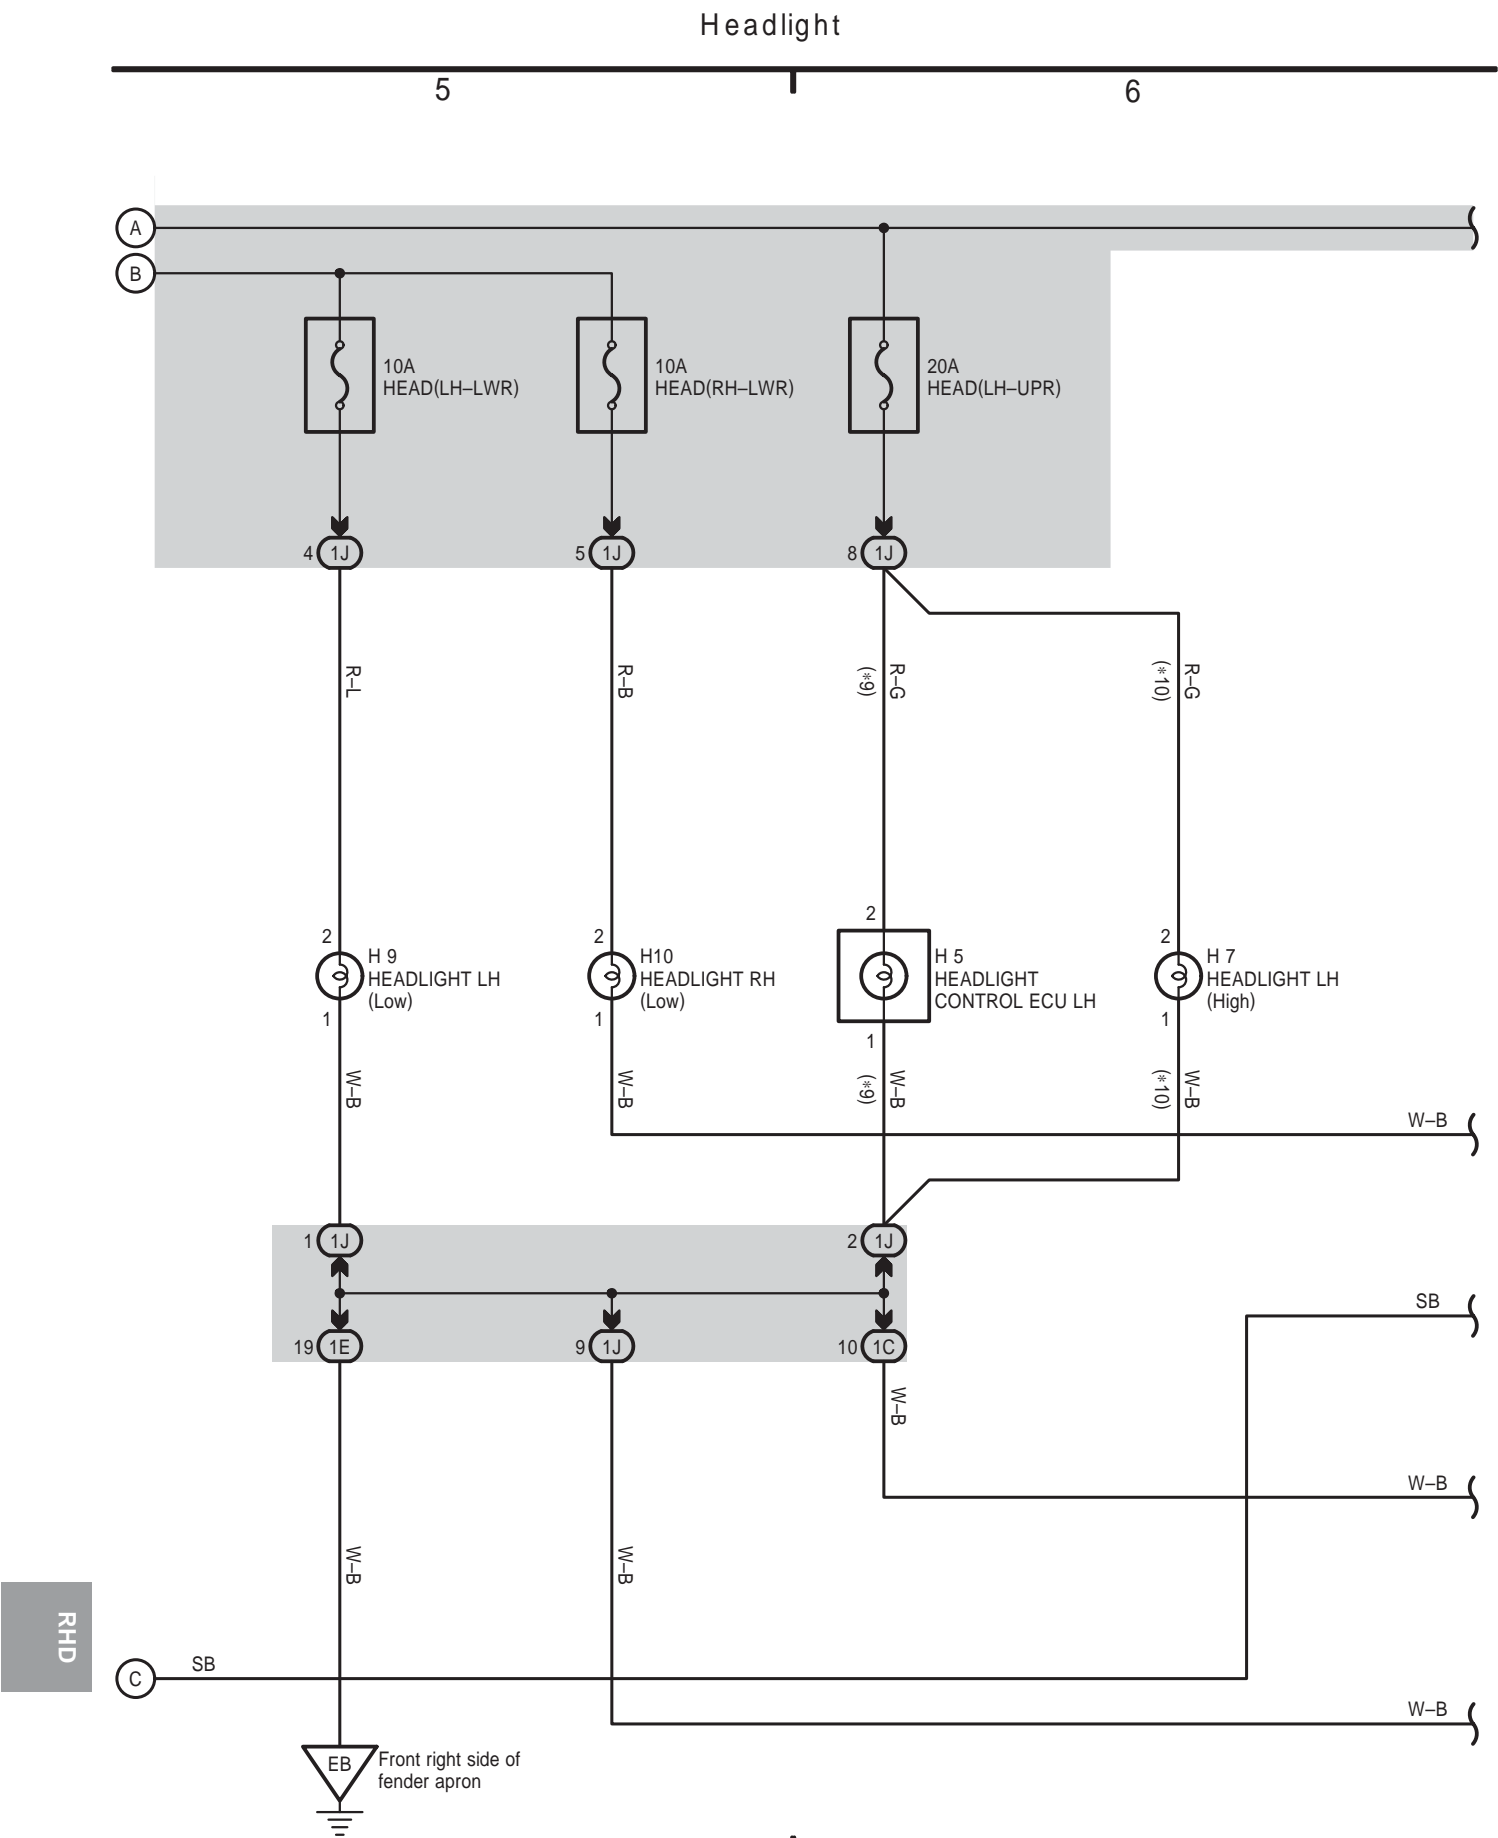 Headlight
5
6
A
B
10A
HEAD(LH–LWR)
10A
HEAD(RH–LWR)
20A
HEAD(LH–UPR)
4 1J
5 1J
8 1J
R–L
R–B
(*9)
R–G
(*10)
R–G
2
H 9
HEADLIGHT LH
(Low)
1
2
H10
HEADLIGHT RH
(Low)
1
2
H 5
HEADLIGHT
CONTROL ECU LH
1
2
H 7
HEADLIGHT LH
(High)
1
W–B
W–B
(*9)
W–B
(*10)
W–B
W–B
1 1J
2 1J
SB
19 1E
9 1J
10 1C
W–B
W–B
W–B
W–B
RHD
C
SB
W–B
EB
Front right side of
fender apron